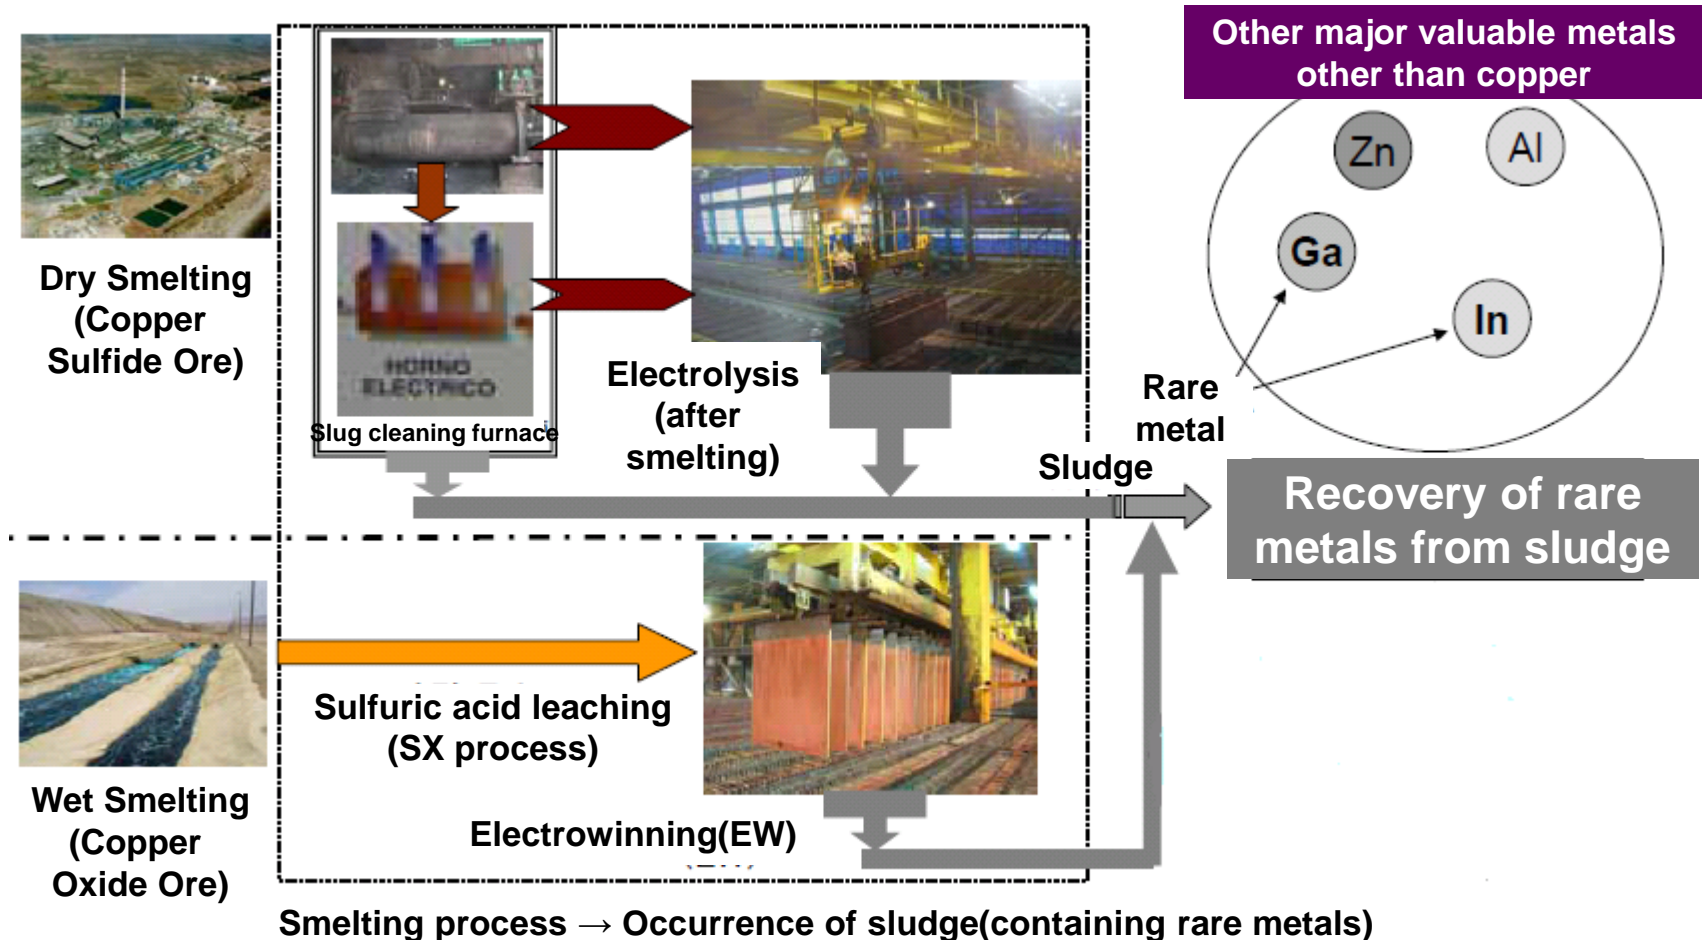 Other major valuable metals
other than copper
Zn
Al
Ga
In
Rare
metal
Dry Smelting
(Copper
Sulfide Ore)
HORNO
ELECTRICO
Slug cleaning furnace
Electrolysis
(after
smelting)
Sludge
Recovery of rare
metals from sludge
Sulfuric acid leaching
(SX process)
Wet Smelting
(Copper
Oxide Ore)
Electrowinning(EW)
Smelting process → Occurrence of sludge(containing rare metals)